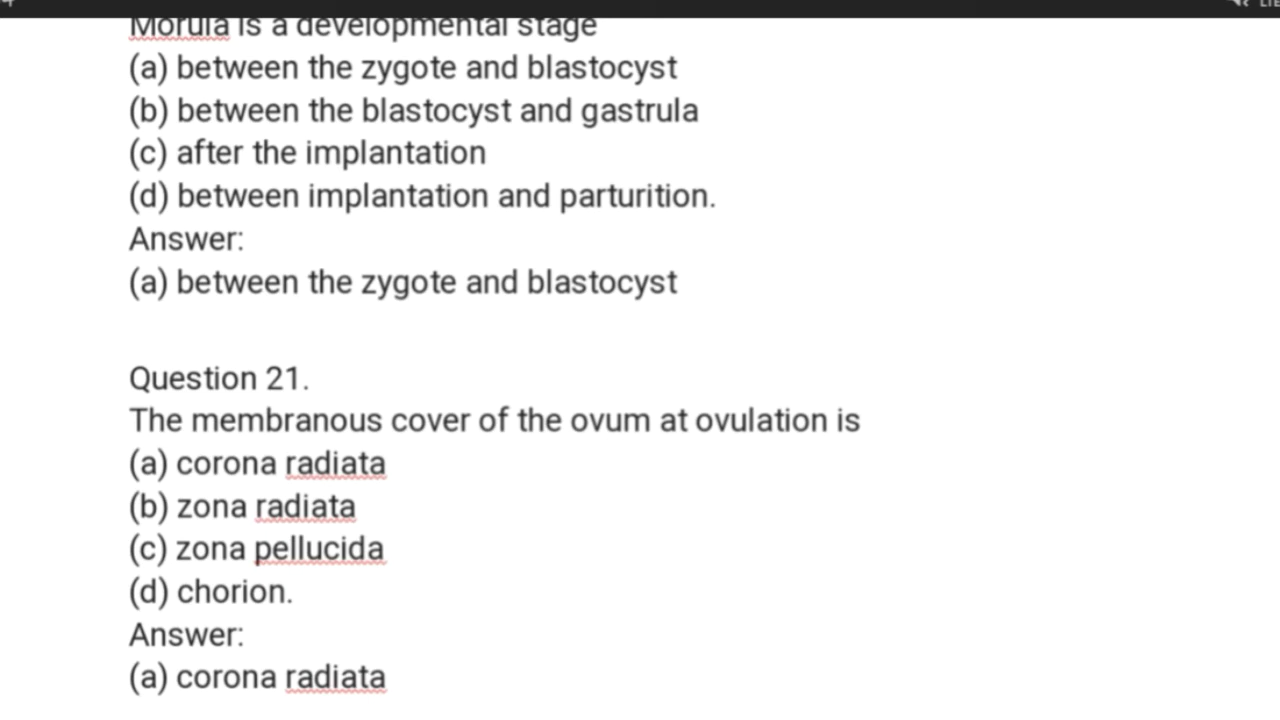 Morula is a developmental stage
(a) between the zygote and blastocyst
(b) between the blastocyst and gastrula
(c) after the implantation
(d) between implantation and parturition.
Answer:
(a) between the zygote and blastocyst
Question 21.
The membranous cover of the ovum at ovulation is
(a) corona radiata
(b) zona radiata
(c) zona pellucida
(d) chorion.
Answer:
(a) corona radiata